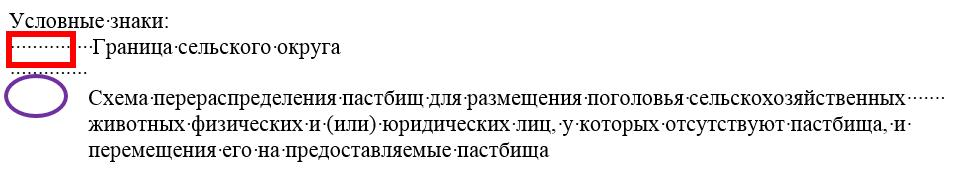 Условные знаки:
Граница сельского округа
Схема перераспределения пастбищ для размещения поголовья сельскохозяйственных
животных физических и (или) юридических лиц, у которых отсутствуют пастбища, и
перемещения его на предоставляемые пастбища